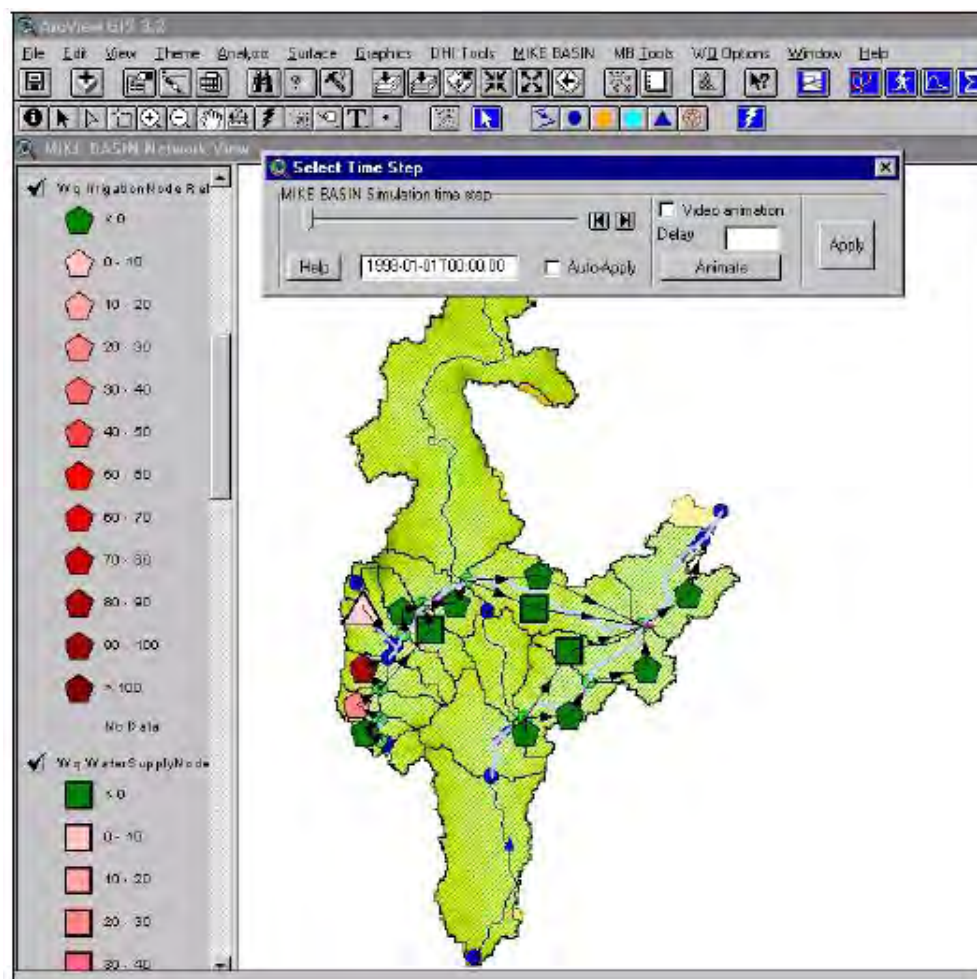 ArcView GIS 3.2
File Edit View Theme Analysis Surface Graphics DHI Tools MIKE BASIN MB Tools WQ Options Window Help
MIKE BASIN Network View
Select Time Step
MIKE BASIN Simulation time step
Video animation
Delay
Apply
Help 1998-01-01T00:00:00 Auto-Apply Animate
Wq IrrigationNode Rel
< 0
0 - 10
10 - 20
20 - 30
30 - 40
40 - 50
60 - 70
70 - 80
80 - 90
90 - 100
> 100
No Data
Wq WaterSupplyNode
< 0
0 - 10
10 - 20
20 - 30
30 - 40